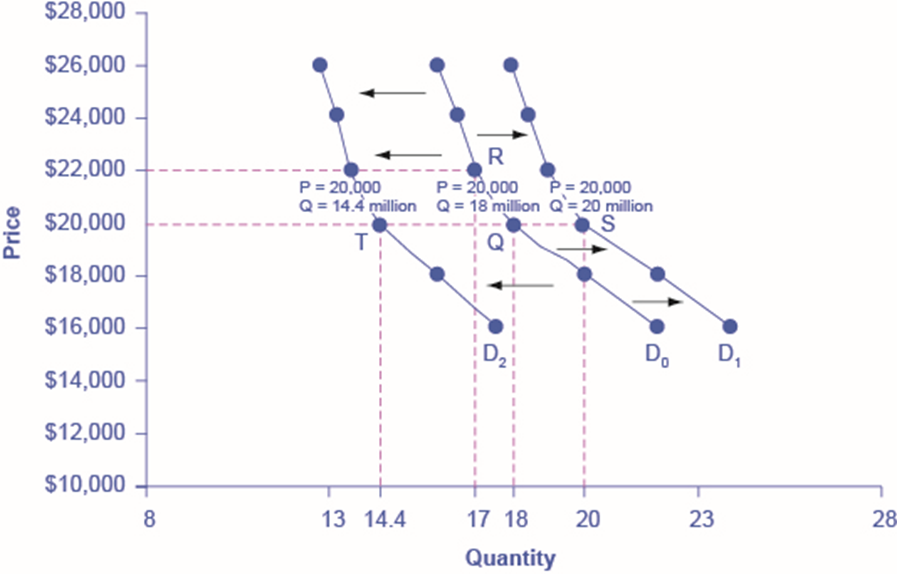 $28,000
$26,000
$24,000
$22,000
$20,000
$18,000
$16,000
$14,000
$12,000
$10,000
Price
R
P = 20,000
Q = 14.4 million
P = 20,000
Q = 18 million
P = 20,000
Q = 20 million
T
Q
S
D₂
D₀
D₁
8
13
14.4
17
18
20
23
28
Quantity